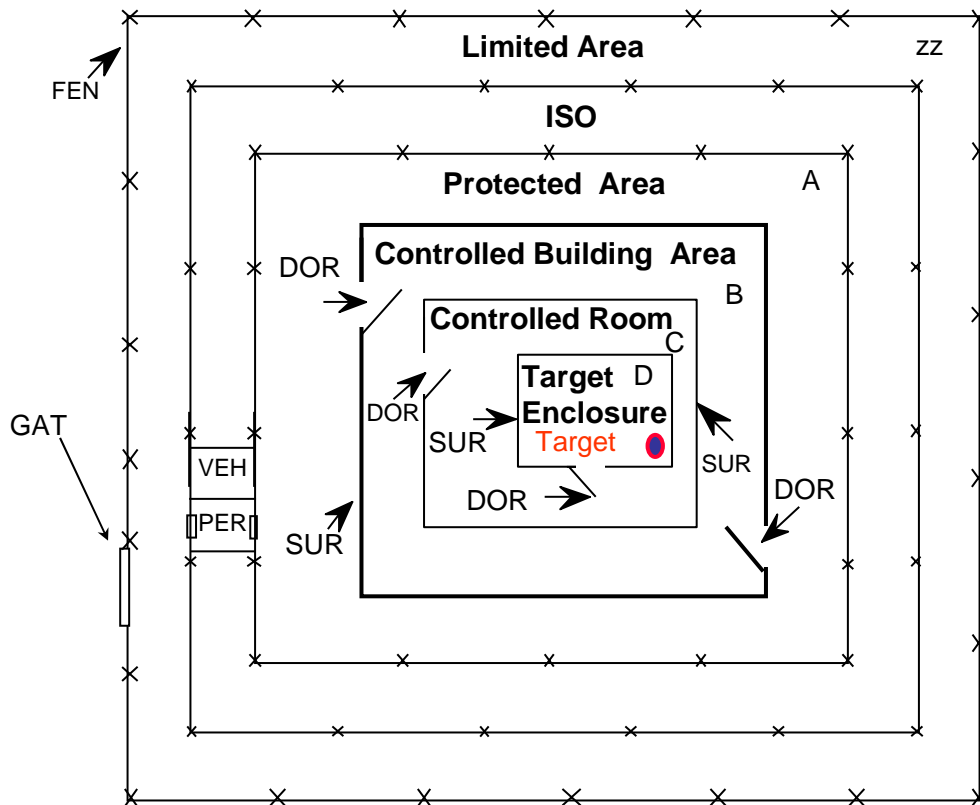 Limited Area
zz
FEN
ISO
Protected Area
A
Controlled Building Area
DOR
B
Controlled Room
C
Target D
DOR
Enclosure
GAT
SUR
Target
SUR
VEH
DOR
DOR
PER
SUR